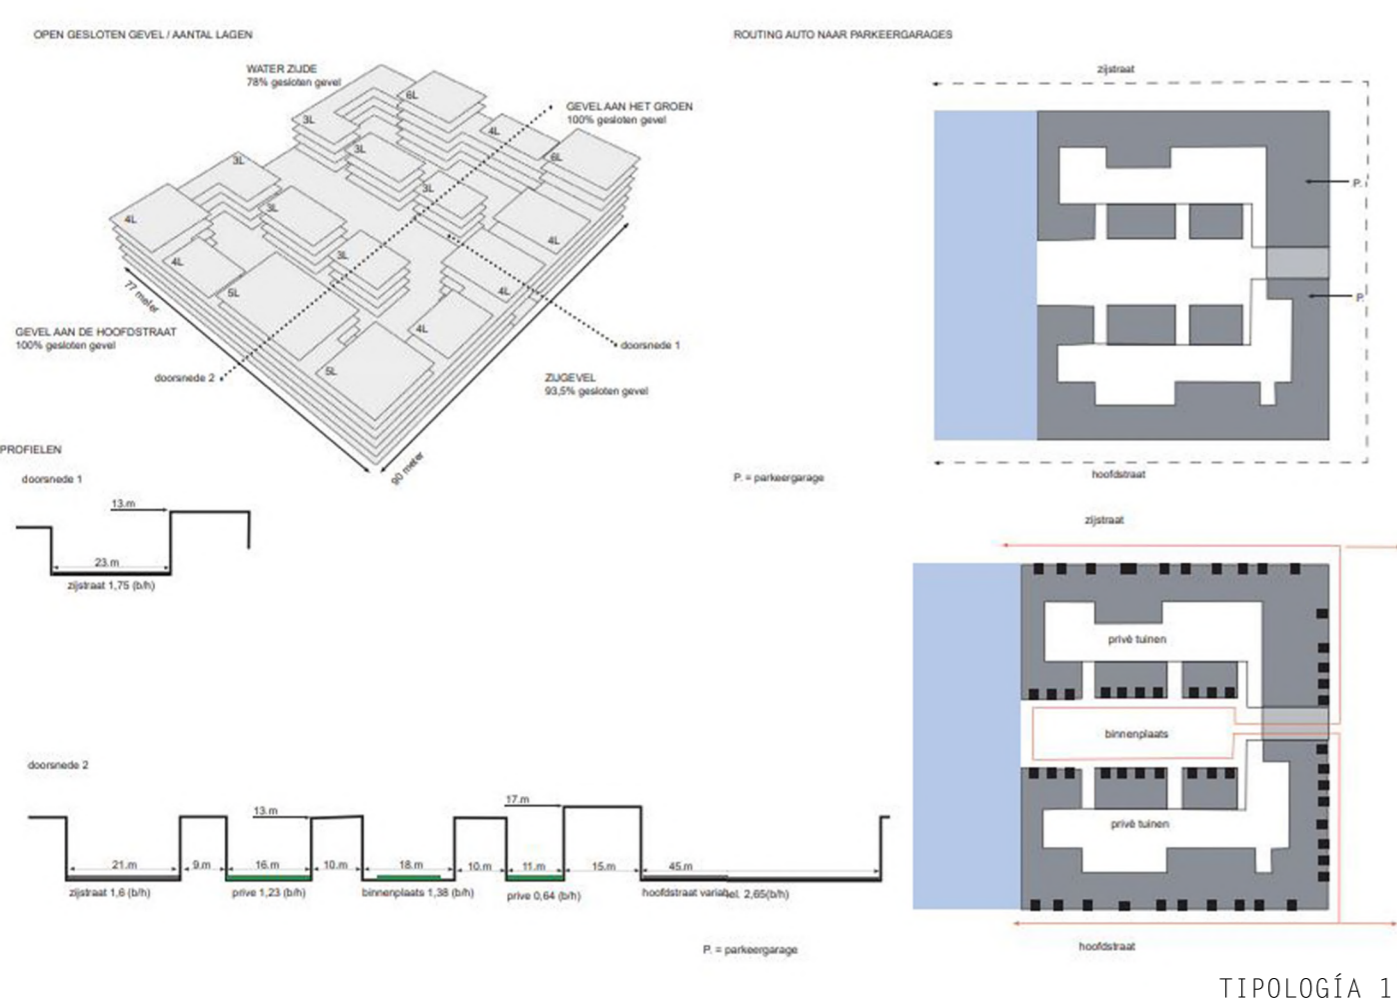 OPEN GESLOTEN GEVEL / AANTAL LAGEN
WATER ZIJDE
78% gesloten gevel
GEVEL AAN HET GROEN
100% gesloten gevel
6L
3L
4L
3L
6L
3L
3L
3L
4L
4L
3L
4L
5L
4L
4L
5L
77 meter
GEVEL AAN DE HOOFDSTRAAT
100% gesloten gevel
doorsnede 1
doorsnede 2
ZIJGEVEL
93,5% gesloten gevel
90 meter
ROUTING AUTO NAAR PARKEERGARAGES
zijstraat
P.
P.
hoofdstraat
P. = parkeergarage
PROFIELEN
doorsnede 1
13.m
23.m
zijstraat 1,75 (b/h)
doorsnede 2
13.m
17.m
21.m
9.m
16.m
10.m
18.m
10.m
11.m
15.m
45.m
zijstraat 1,6 (b/h)
prive 1,23 (b/h)
binnenplaats 1,38 (b/h)
prive 0,64 (b/h)
hoofdstraat 2,65(b/h)
zijstraat
privè tuinen
binnenplaats
privè tuinen
hoofdstraat
P. = parkeergarage
TIPOLOGÍA 1